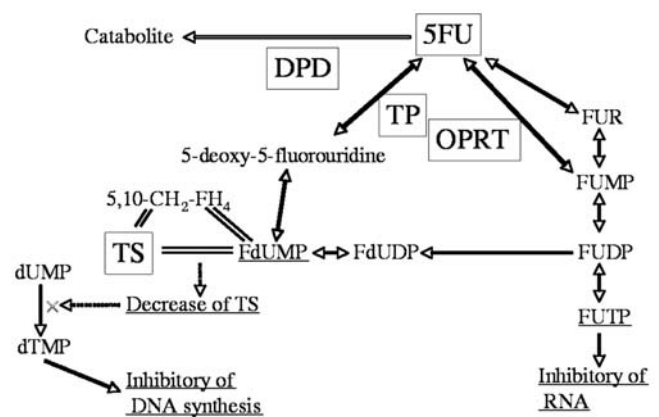 Catabolite
5FU
DPD
TP
OPRT
FUR
5-deoxy-5-fluorouridine
FUMP
5,10-CH₂-FH₄
TS
FdUMP
FdUDP
FUDP
dUMP
Decrease of TS
FUTP
dTMP
Inhibitory of
DNA synthesis
Inhibitory of
RNA